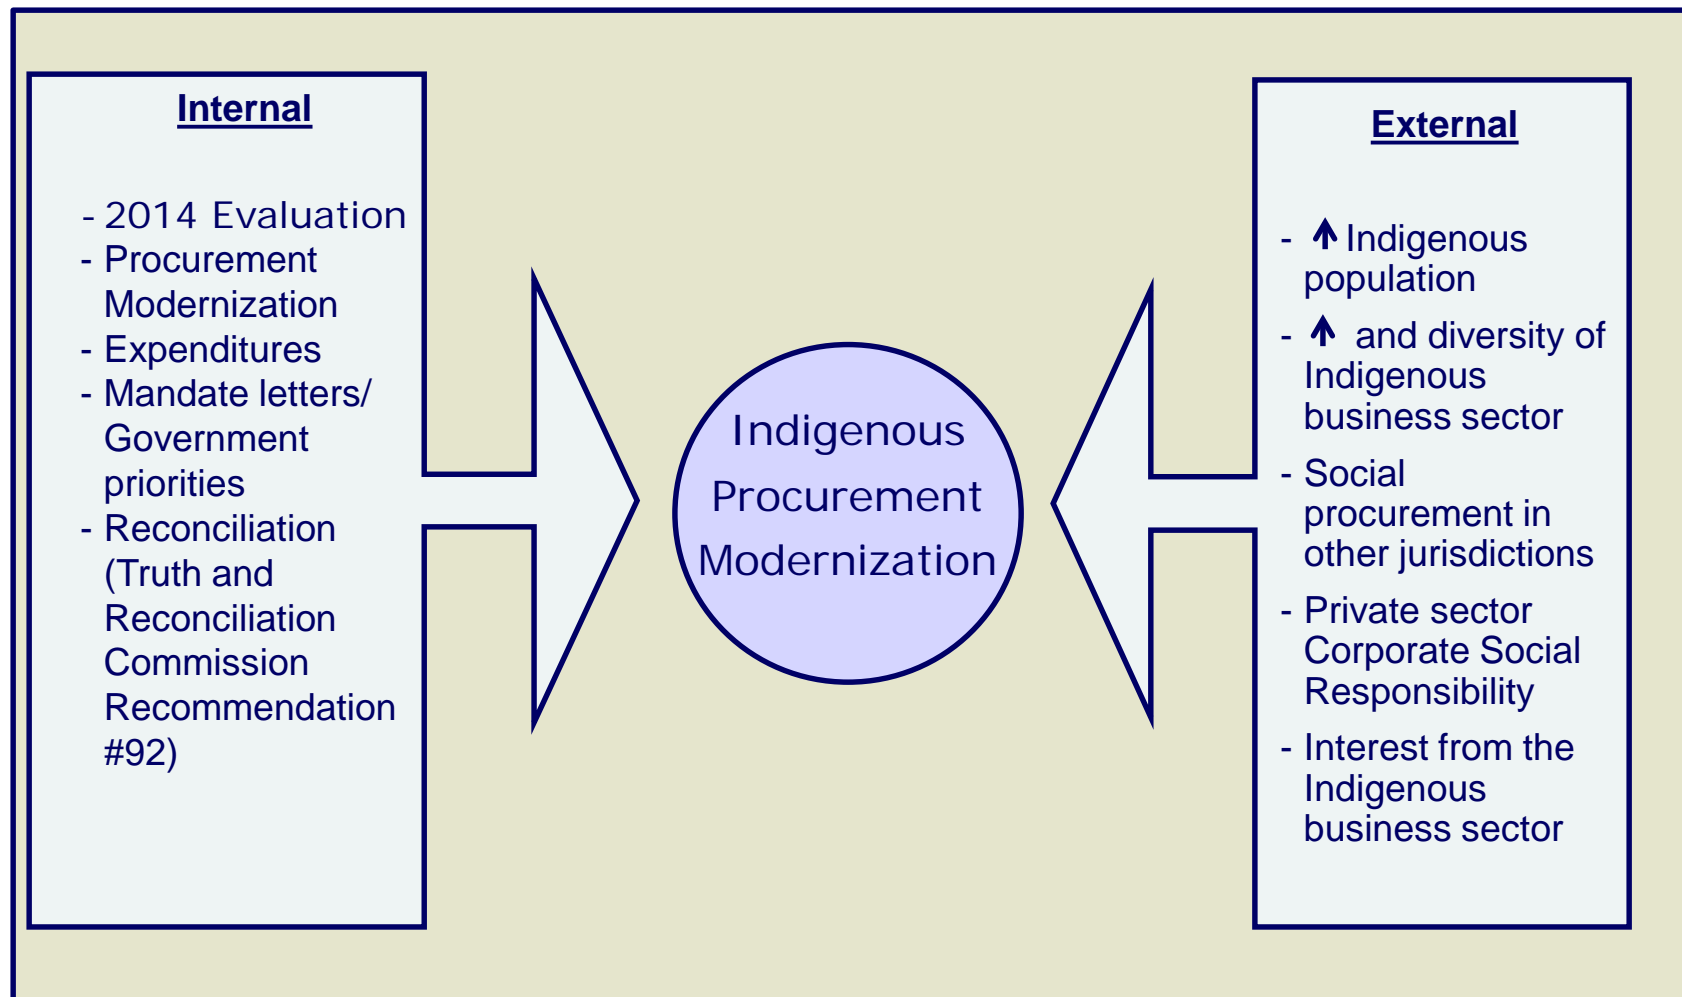 Internal
- 2014 Evaluation
- Procurement
Modernization
- Expenditures
- Mandate letters/
Government
priorities
- Reconciliation
(Truth and
Reconciliation
Commission
Recommendation
#92)
Indigenous
Procurement
Modernization
External
- ↑ Indigenous
population
- ↑ and diversity of
Indigenous
business sector
- Social
procurement in
other jurisdictions
- Private sector
Corporate Social
Responsibility
- Interest from the
Indigenous
business sector